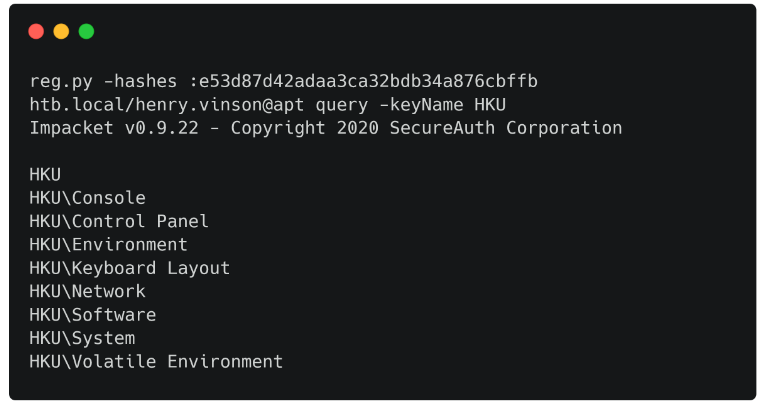 reg.py -hashes :e53d87d42adaa3ca32bdb34a876cbffb
htb.local/henry.vinson@apt query -keyName HKU
Impacket v0.9.22 - Copyright 2020 SecureAuth Corporation
HKU
HKU\Console
HKU\Control Panel
HKU\Environment
HKU\Keyboard Layout
HKU\Network
HKU\Software
HKU\System
HKU\Volatile Environment